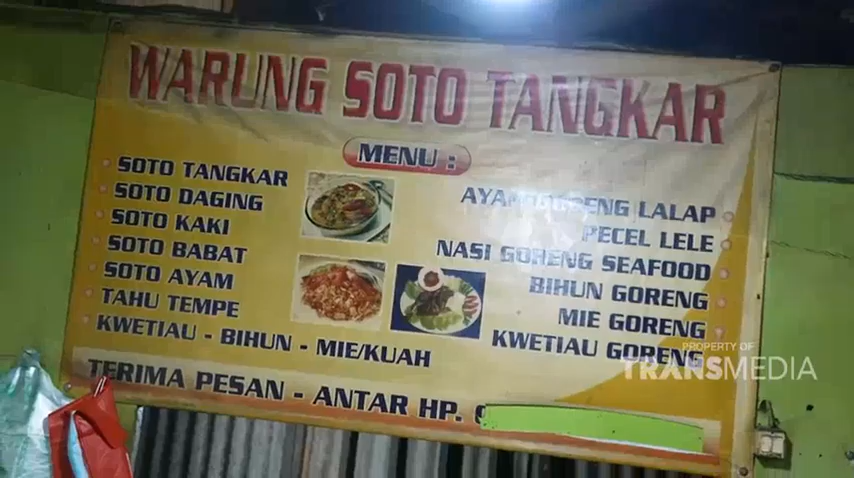 WARUNG SOTO TANGKAR
MENU :
SOTO TANGKAR
SOTO DAGING
SOTO KAKI
SOTO BABAT
SOTO AYAM
TAHU TEMPE
KWETIAU - BIHUN - MIE/KUAH
AYAM GORENG LALAP
PECEL LELE
NASI GORENG SEAFOOD
BIHUN GORENG
MIE GORENG
KWETIAU GORENG
TERIMA PESAN - ANTAR HP.
PROPERTY OF
TRANSMEDIA